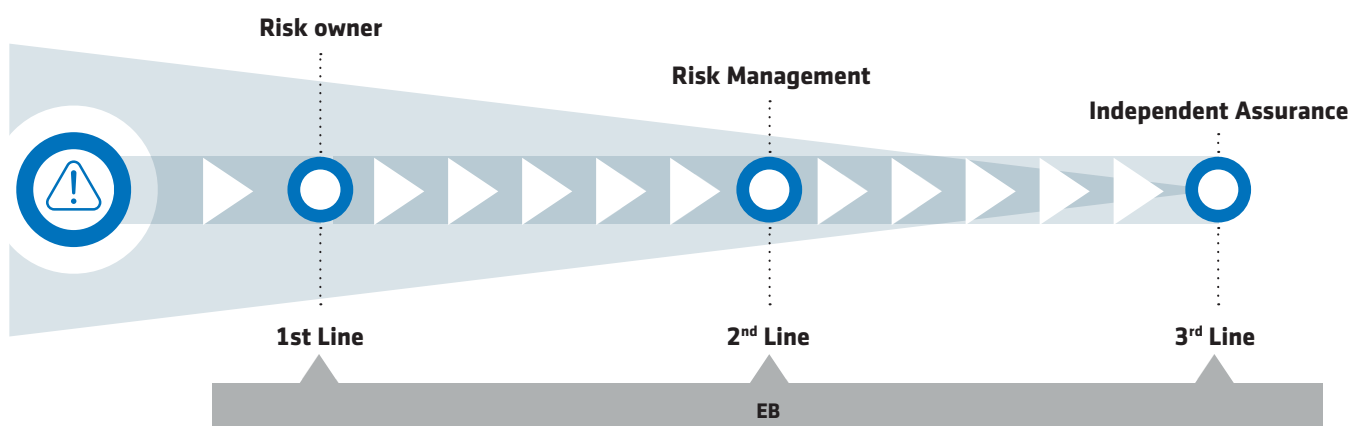 Risk owner
Risk Management
Independent Assurance
1st Line
2nd Line
3rd Line
EB